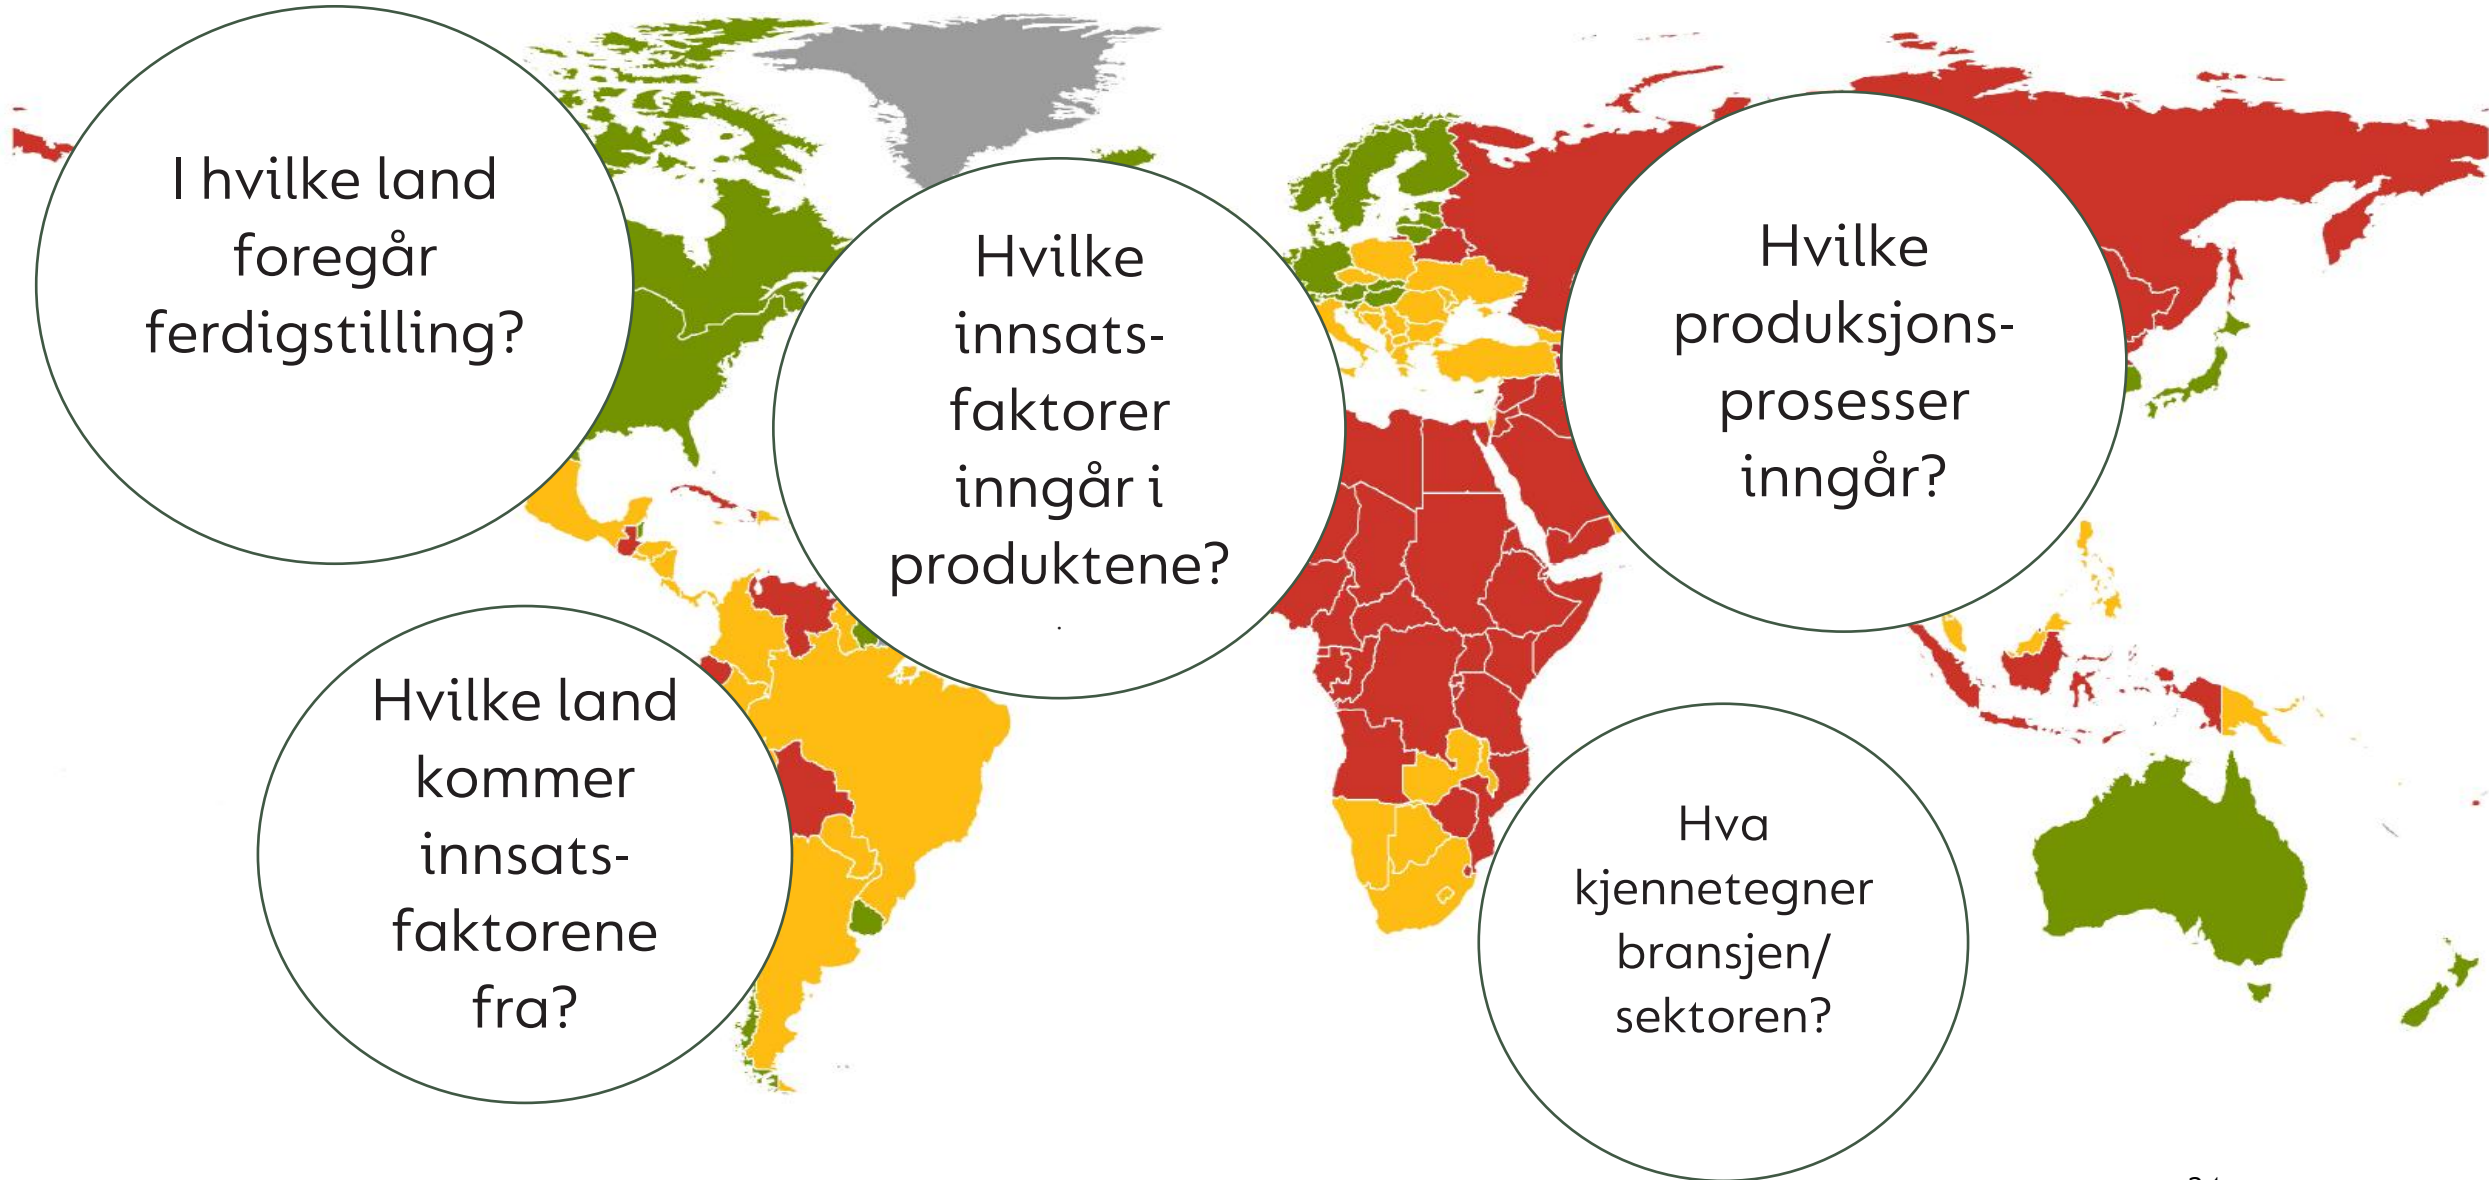 I hvilke land
foregår
ferdigstilling?
Hvilke
innsats-
faktorer
inngår i
produktene?
.
Hvilke
produksjons-
prosesser
inngår?
Hvilke land
kommer
innsats-
faktorene
fra?
Hva
kjennetegner
bransjen/
sektoren?